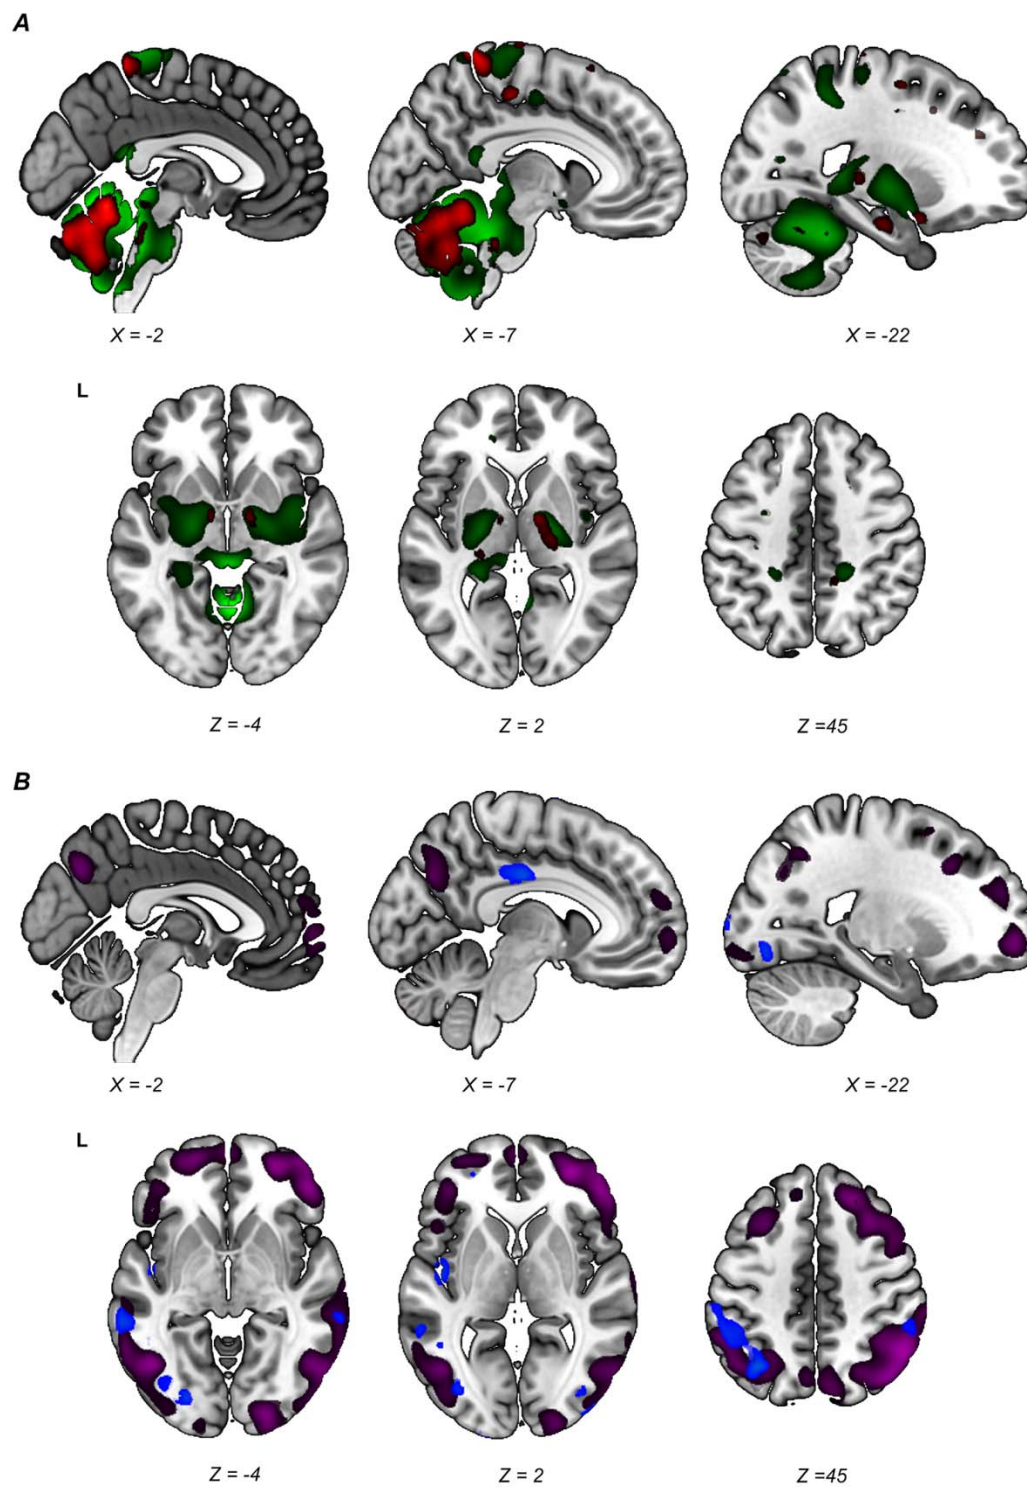 A
X = -2
X = -7
X = -22
L
Z = -4
Z = 2
Z =45
B
X = -2
X = -7
X = -22
L
Z = -4
Z = 2
Z =45